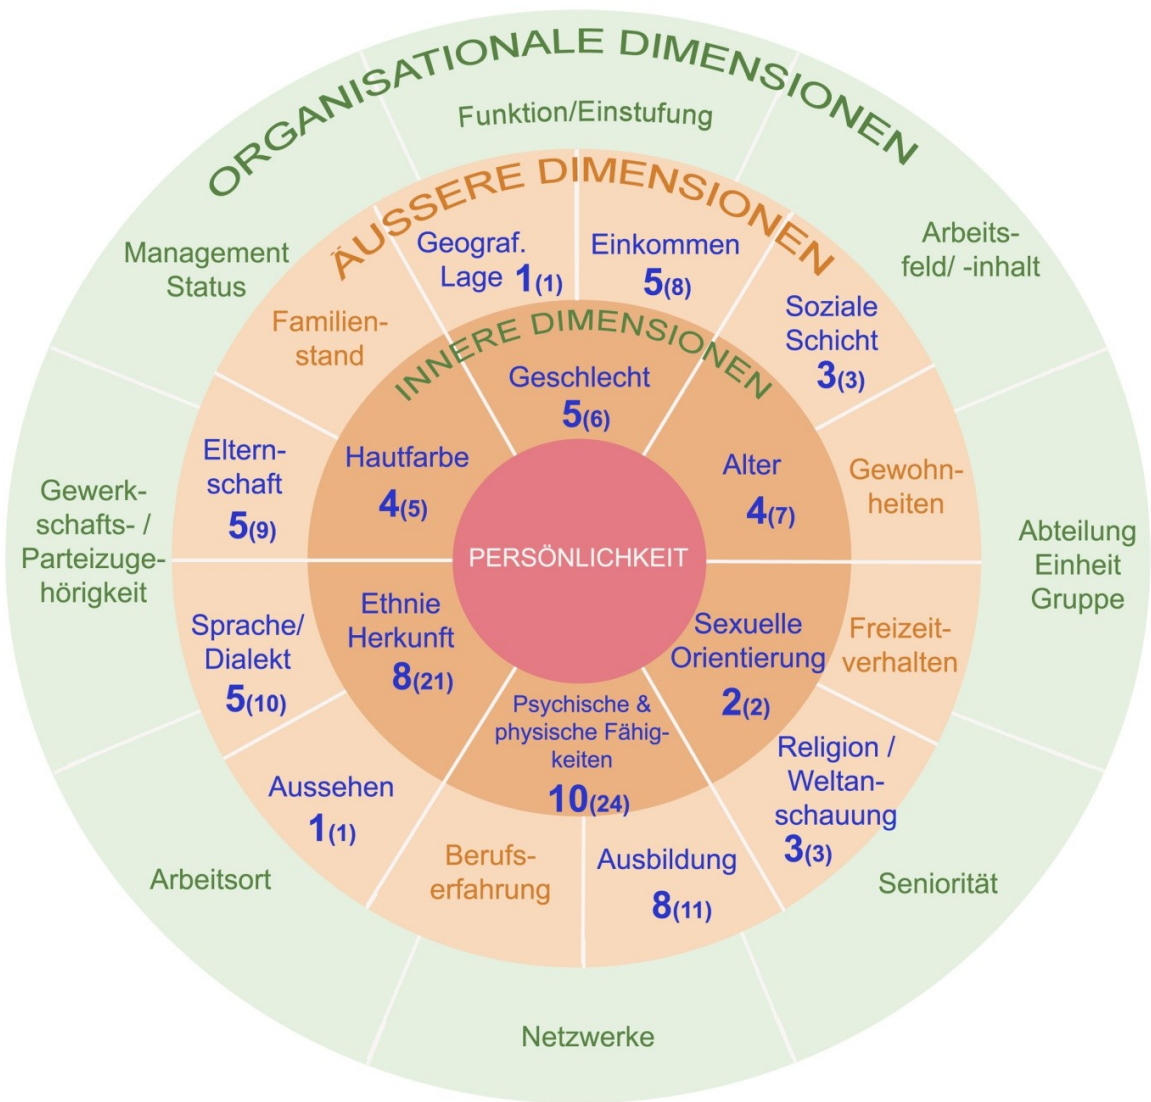 ORGANISATIONALE DIMENSIONEN
Funktion/Einstufung
Arbeits-
feld/ -inhalt
Abteilung
Einheit
Gruppe
Seniorität
Netzwerke
Arbeitsort
Gewerk-
schafts- /
Parteizuge-
hörigkeit
Management
Status
ÄUSSERE DIMENSIONEN
Geograf.
Lage 1(1)
Einkommen
5(8)
Soziale
Schicht
3(3)
Gewohn-
heiten
Freizeit-
verhalten
Religion /
Weltan-
schauung
3(3)
Ausbildung
8(11)
Berufs-
erfahrung
Aussehen
1(1)
Sprache/
Dialekt
5(10)
Eltern-
schaft
5(9)
Familien-
stand
INNERE DIMENSIONEN
Geschlecht
5(6)
Alter
4(7)
Sexuelle
Orientierung
2(2)
Psychische &
physische Fähig-
keiten
10(24)
Ethnie
Herkunft
8(21)
Hautfarbe
4(5)
PERSÖNLICHKEIT